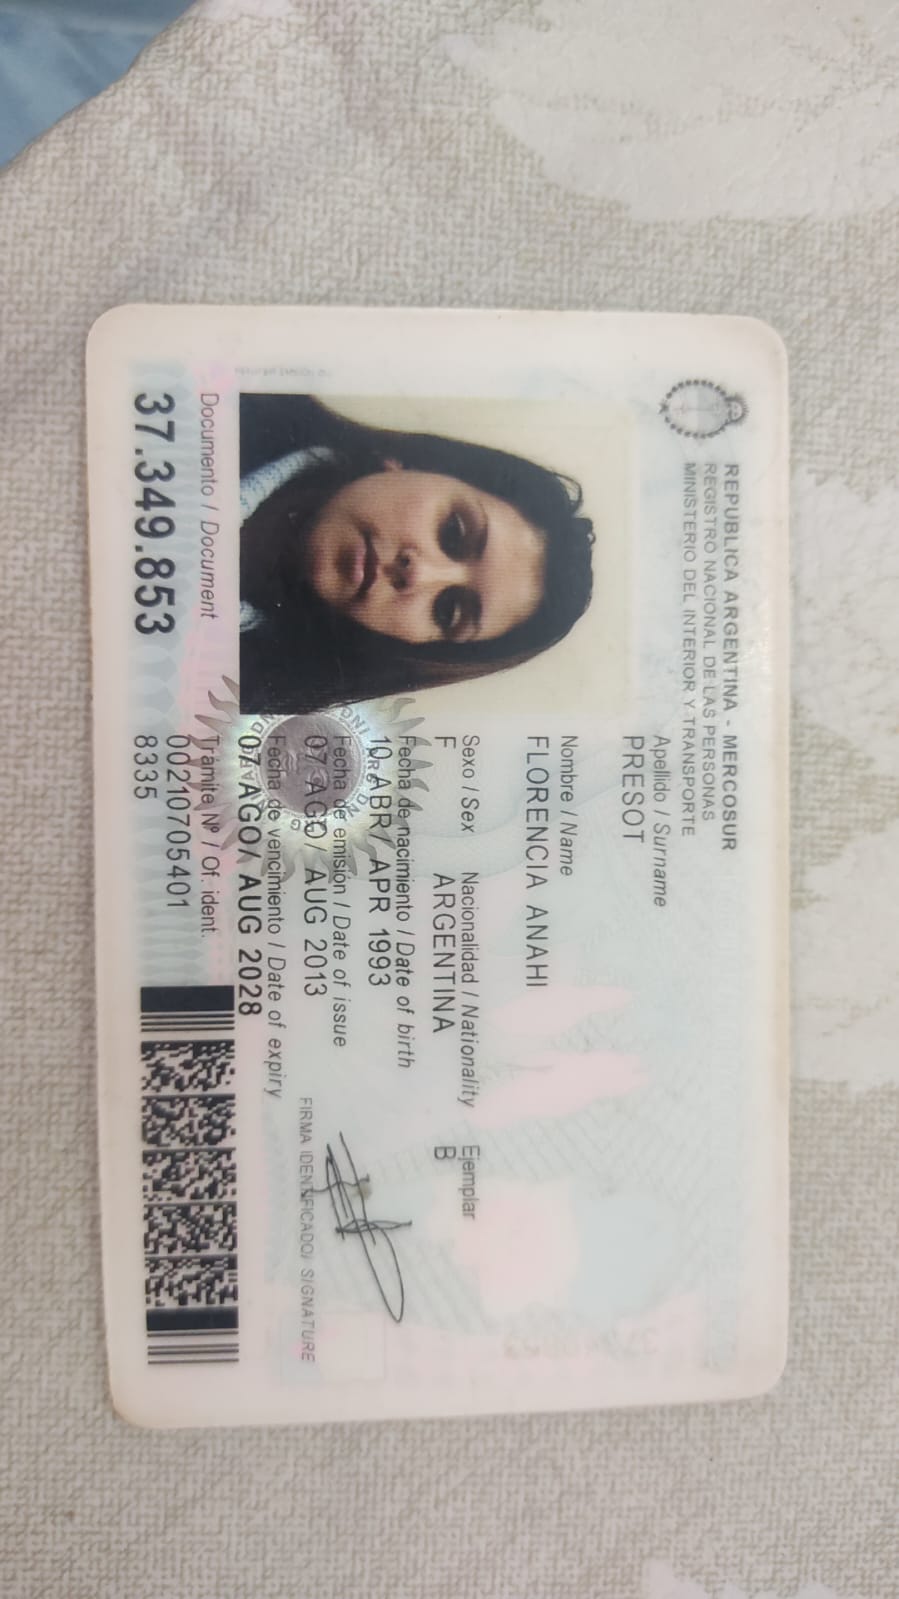 REPUBLICA ARGENTINA - MERCOSUR
REGISTRO NACIONAL DE LAS PERSONAS
MINISTERIO DEL INTERIOR Y TRANSPORTE
Apellido / Surname
PRESOT
Nombre / Name
FLORENCIA ANAHI
Sexo / Sex Nacionalidad / Nationality Ejemplar
F ARGENTINA B
Fecha de nacimiento / Date of birth
10 ABR/ APR 1993
Fecha de emisión / Date of issue
07 AGO/ AUG 2013
Fecha de vencimiento / Date of expiry
07 AGO/ AUG 2028
FIRMA IDENTIFICADO/ SIGNATURE
Documento / Document
37.349.853
Trámite Nº / Of. ident.
00210705401
8335